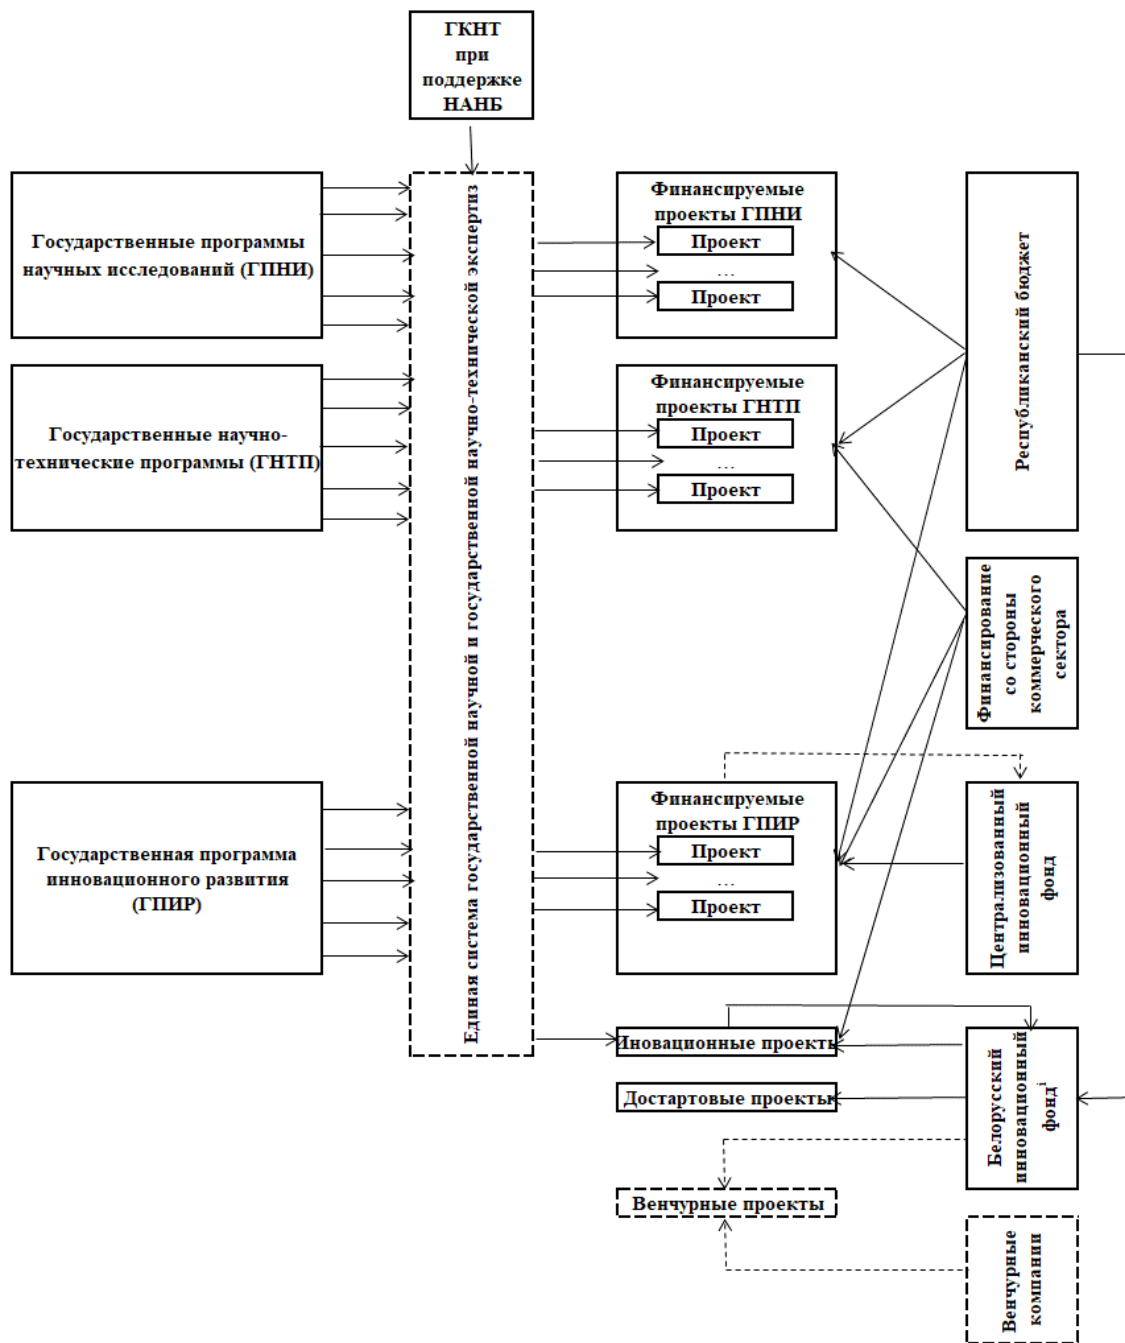 ГКНТ
при
поддержке
НАНБ
Государственные программы
научных исследований (ГПНИ)
Государственные научно-
технические программы (ГНТП)
Государственная программа
инновационного развития
(ГПИР)
Единая система государственной научной и государственной научно-технической экспертиз
Финансируемые
проекты ГПНИ
Проект
...
Проект
Финансируемые
проекты ГНТП
Проект
...
Проект
Финансируемые
проекты ГПИР
Проект
...
Проект
Иновационные проекты
Достартовые проекты
Венчурные проекты
Республиканский бюджет
Финансирование
со стороны
коммерческого
сектора
Централизованный
инновационный
фонд
Белорусский
инновационный
фондⁱ
Венчурные
компании